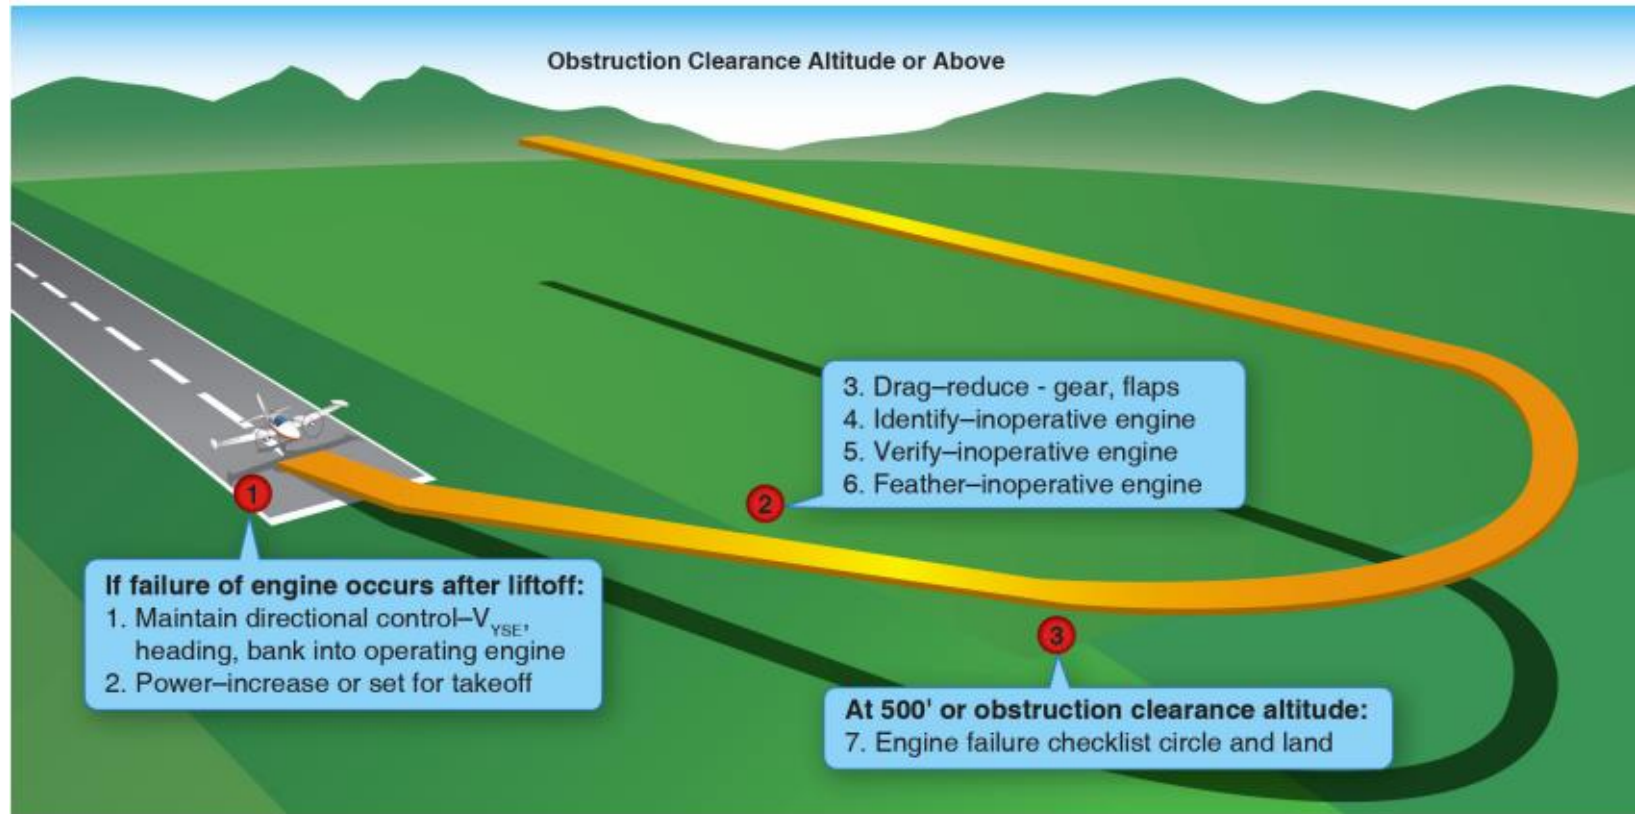 Obstruction Clearance Altitude or Above
1
If failure of engine occurs after liftoff:
1. Maintain directional control–VYSE,
heading, bank into operating engine
2. Power–increase or set for takeoff
2
3. Drag–reduce - gear, flaps
4. Identify–inoperative engine
5. Verify–inoperative engine
6. Feather–inoperative engine
3
At 500' or obstruction clearance altitude:
7. Engine failure checklist circle and land